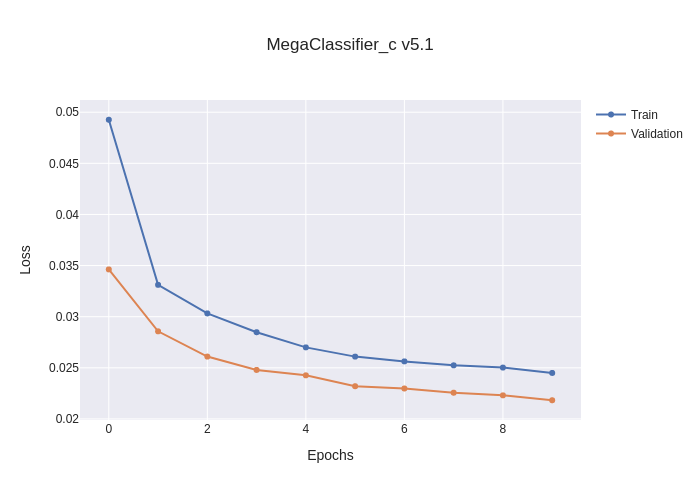 MegaClassifier_c v5.1
Train
Validation
0.05
0.045
0.04
0.035
0.03
0.025
0.02
Loss
0 2 4 6 8
Epochs